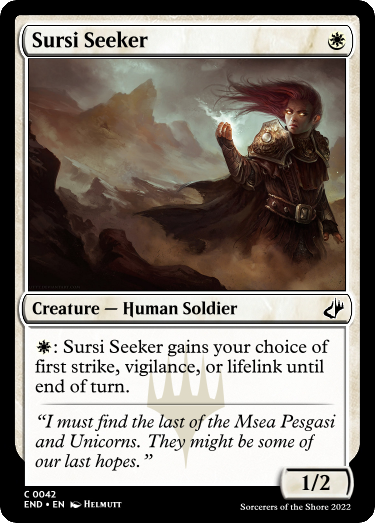 Sursi Seeker
Creature — Human Soldier
: Sursi Seeker gains your choice of
first strike, vigilance, or lifelink until
end of turn.
“I must find the last of the Msea Pesgasi
and Unicorns. They might be some of
our last hopes.”
1/2
C 0042
END • EN Helmutt
Sorcerers of the Shore 2022